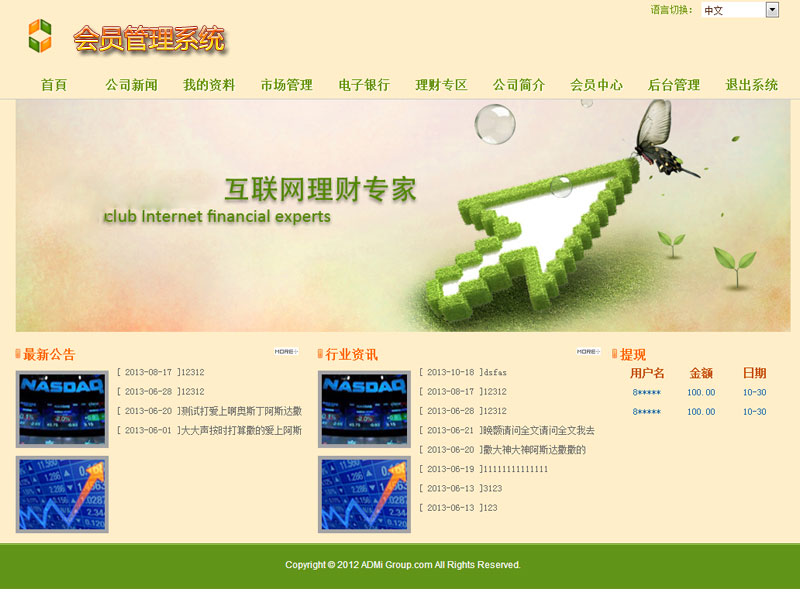 语言切换： 中文
会员管理系统
首頁 公司新闻 我的资料 市场管理 电子银行 理财专区 公司简介 会员中心 后台管理 退出系统
互联网理财专家
club Internet financial experts
最新公告 MORE+
NASDAQ
[ 2013-08-17 ]12312
[ 2013-06-28 ]12312
[ 2013-06-20 ]测试打爱上啊奥斯丁阿斯达撒
[ 2013-06-01 ]大大声按时打算撒的爱上阿斯
行业资讯 MORE+
NASDAQ
[ 2013-10-18 ]dsfas
[ 2013-08-17 ]12312
[ 2013-06-28 ]12312
[ 2013-06-21 ]晚额请问全文请问全文我去
[ 2013-06-20 ]撒大神大神阿斯达撒撒的
[ 2013-06-19 ]11111111111111
[ 2013-06-13 ]3123
[ 2013-06-13 ]123
提现
用户名 金额 日期
8***** 100.00 10-30
8***** 100.00 10-30
Copyright © 2012 ADMi Group.com All Rights Reserved.